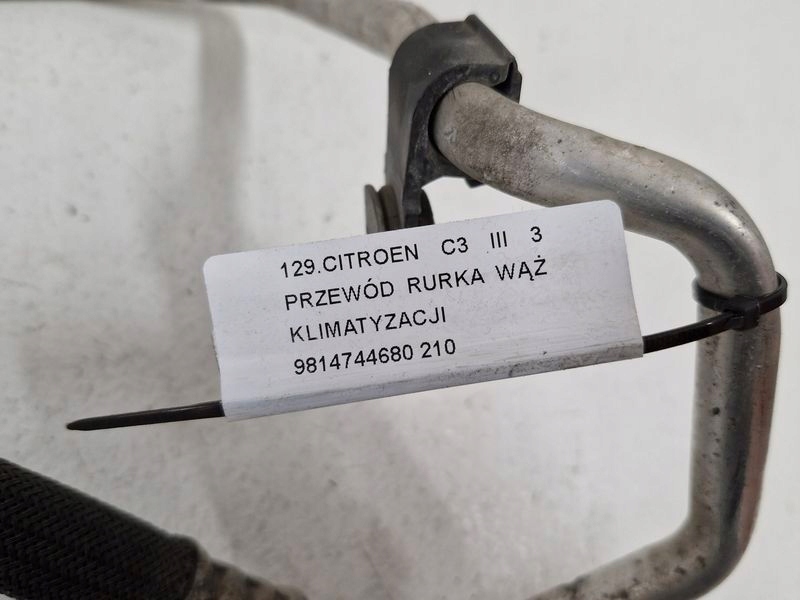 129.CITROEN C3 III 3
PRZEWÓD RURKA WĄŻ
KLIMATYZACJI
9814744680 210